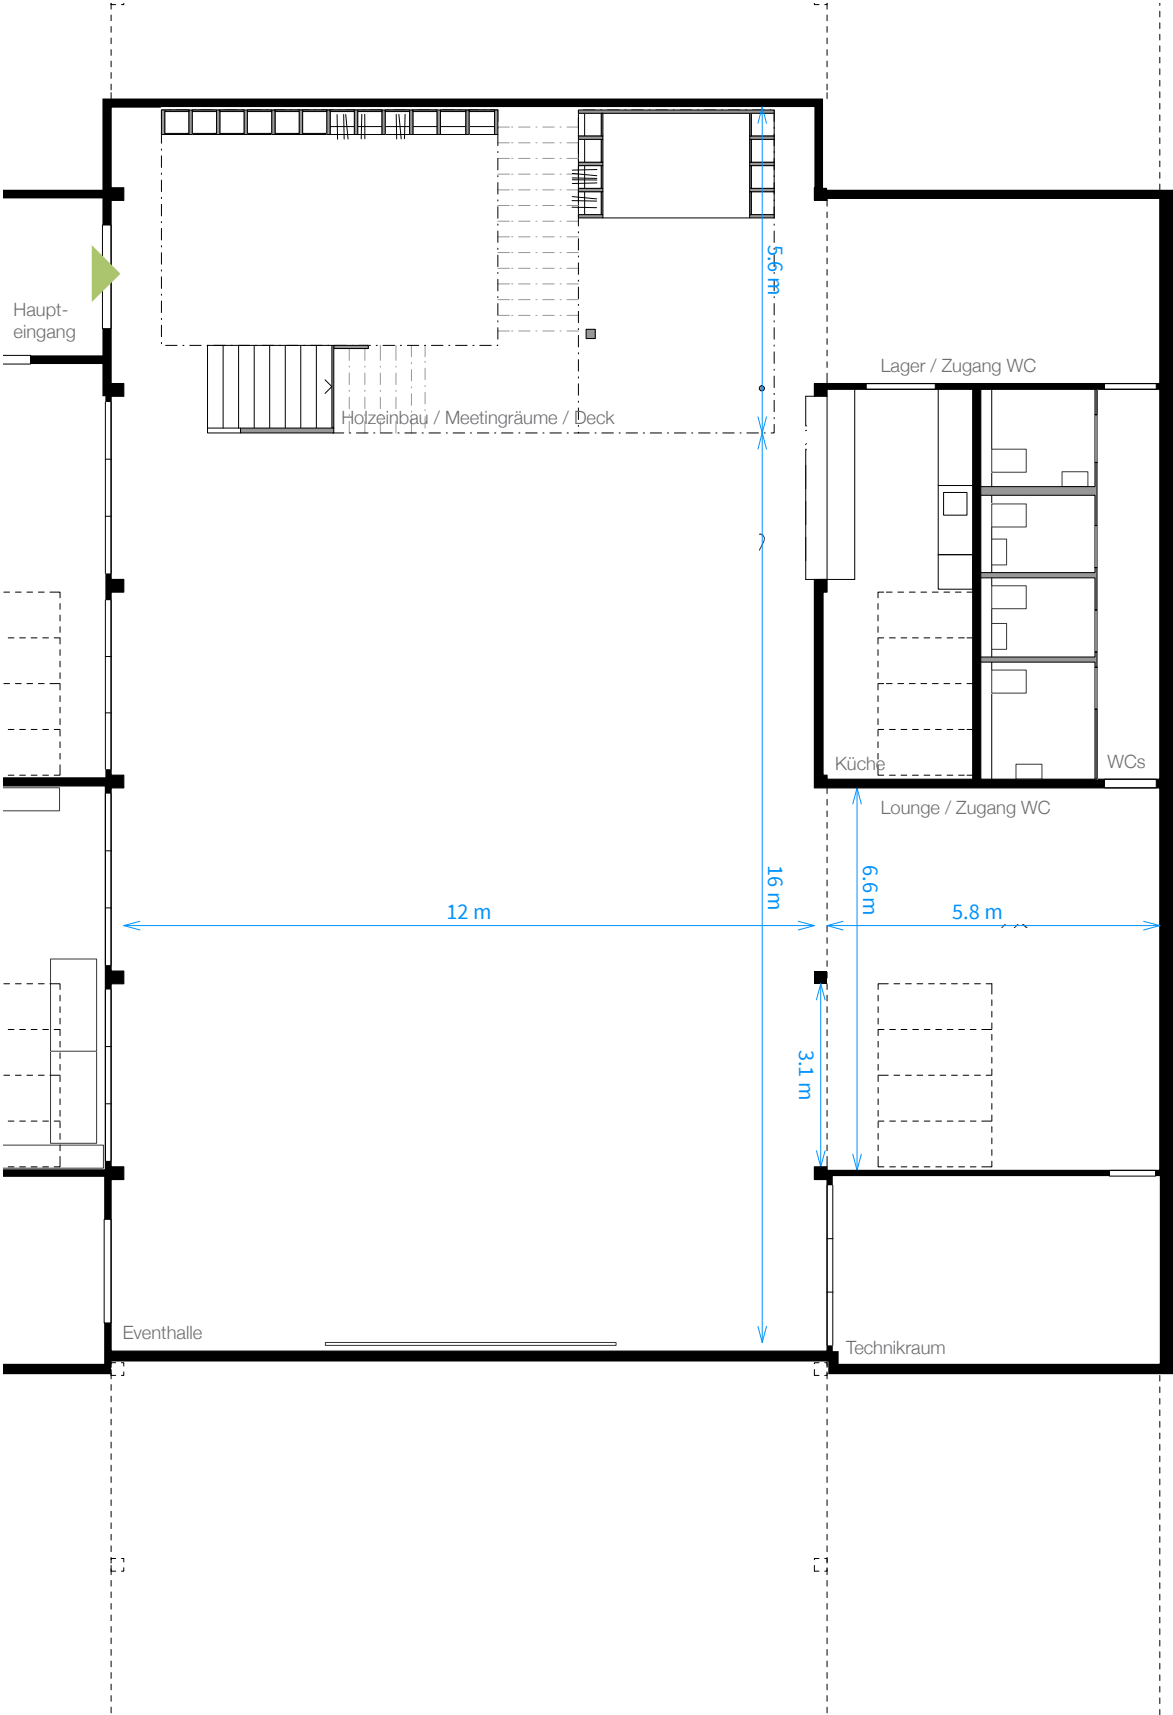 5.6 m
Haupt-
eingang
Lager / Zugang WC
Holzeinbau / Meetingräume / Deck
Küche
WCs
Lounge / Zugang WC
16 m
6.6 m
12 m
5.8 m
3.1 m
Eventhalle
Technikraum